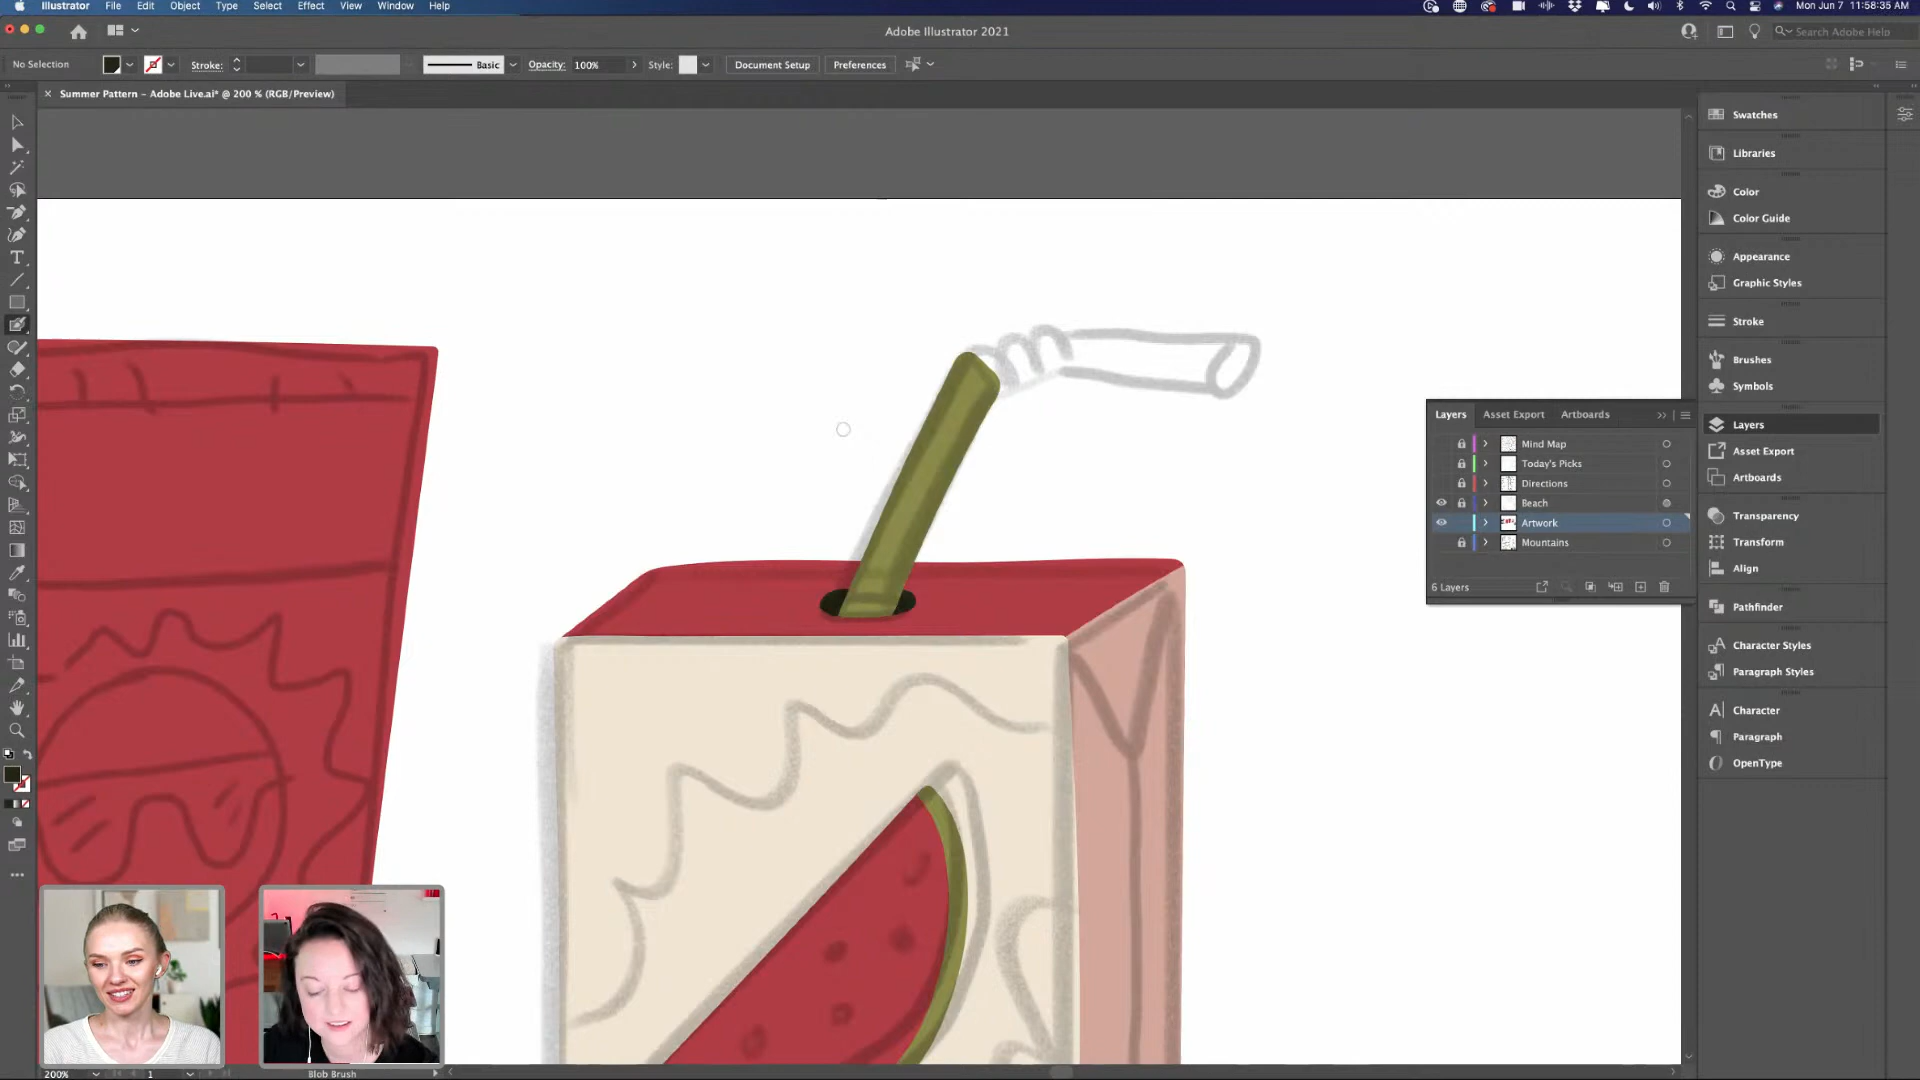 Illustrator File Edit Object Type Select Effect View Window Help
Mon Jun 7 11:58:35 AM
Adobe Illustrator 2021
Search Adobe Help
No Selection
Stroke:
Basic
Opacity: 100%
Style:
Document Setup
Preferences
Summer Pattern – Adobe Live.ai* @ 200 % (RGB/Preview)
Swatches
Libraries
Color
Color Guide
Appearance
Graphic Styles
Stroke
Brushes
Symbols
Layers
Asset Export
Artboards
Transparency
Transform
Align
Pathfinder
Character Styles
Paragraph Styles
Character
Paragraph
OpenType
Layers Asset Export Artboards
Mind Map
Today's Picks
Directions
Beach
Artwork
Mountains
6 Layers
200%
1
Blob Brush